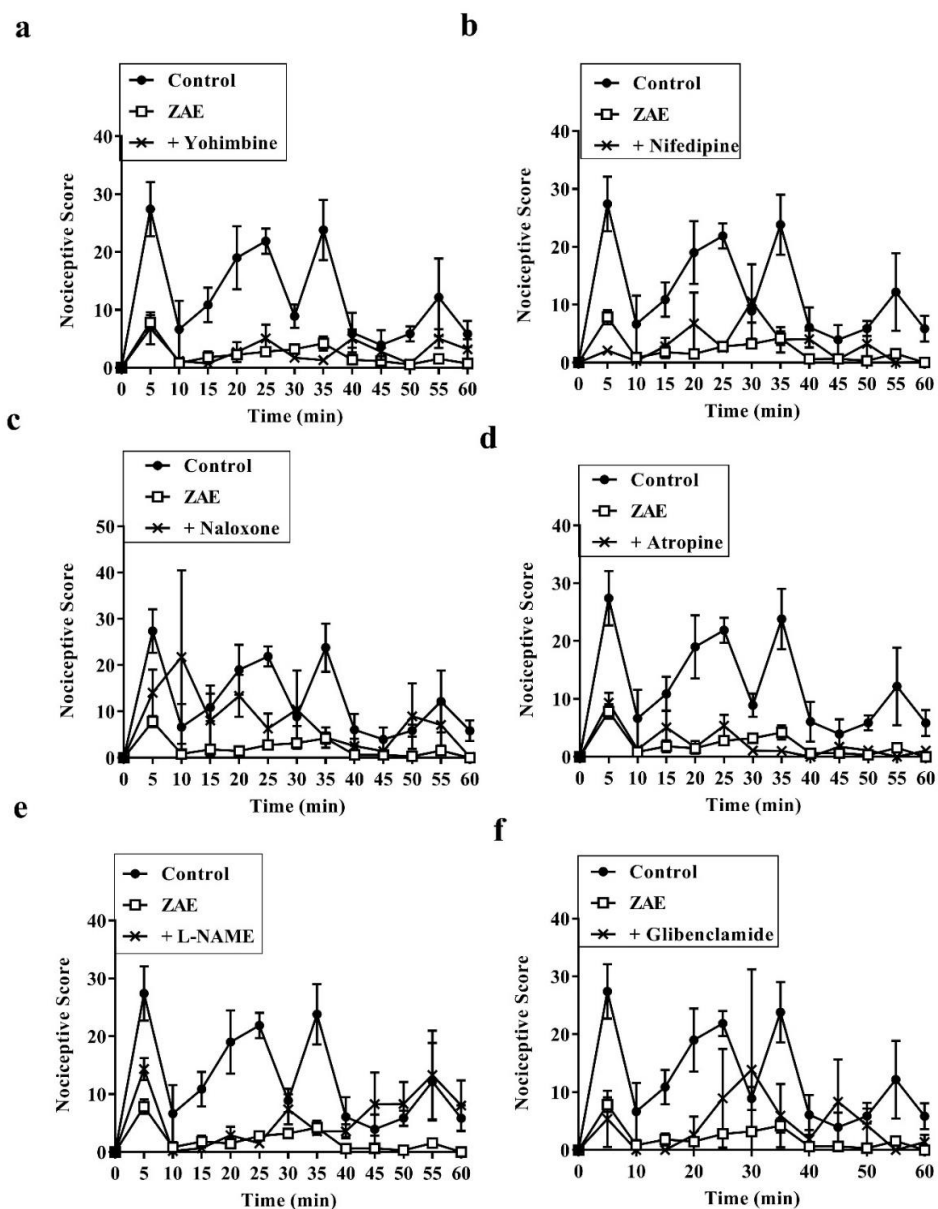 a
Control
ZAE
+ Yohimbine
40
30
20
10
0
Nociceptive Score
0 5 10 15 20 25 30 35 40 45 50 55 60
Time (min)
b
Control
ZAE
+ Nifedipine
40
30
20
10
0
Nociceptive Score
0 5 10 15 20 25 30 35 40 45 50 55 60
Time (min)
c
Control
ZAE
+ Naloxone
50
40
30
20
10
0
Nociceptive Score
0 5 10 15 20 25 30 35 40 45 50 55 60
Time (min)
d
Control
ZAE
+ Atropine
40
30
20
10
0
Nociceptive Score
0 5 10 15 20 25 30 35 40 45 50 55 60
Time (min)
e
Control
ZAE
+ L-NAME
40
30
20
10
0
Nociceptive Score
0 5 10 15 20 25 30 35 40 45 50 55 60
Time (min)
f
Control
ZAE
+ Glibenclamide
40
30
20
10
0
Nociceptive Score
0 5 10 15 20 25 30 35 40 45 50 55 60
Time (min)